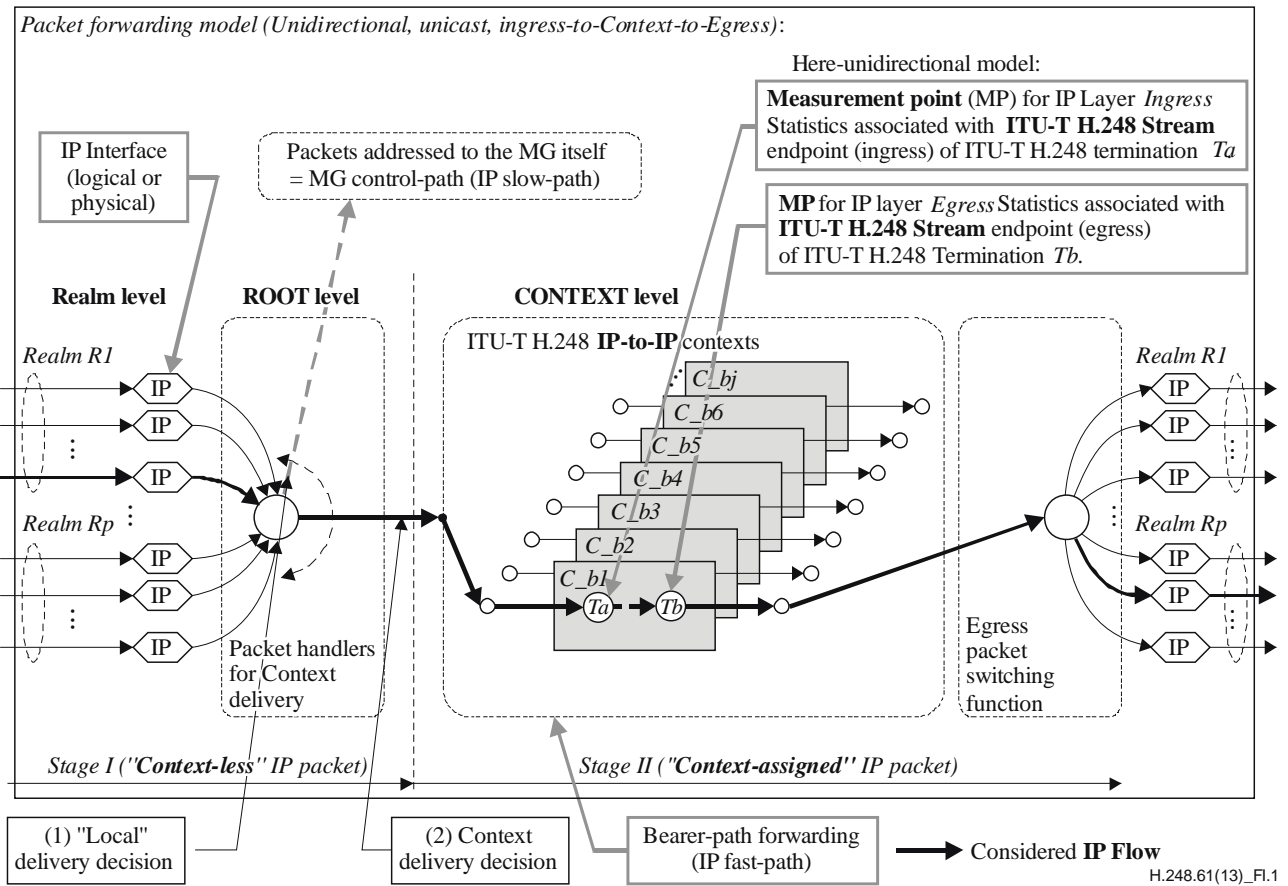 Packet forwarding model (Unidirectional, unicast, ingress-to-Context-to-Egress):
Here-unidirectional model:
Measurement point (MP) for IP Layer Ingress
Statistics associated with ITU-T H.248 Stream
endpoint (ingress) of ITU-T H.248 termination Ta
IP Interface
(logical or
physical)
Packets addressed to the MG itself
= MG control-path (IP slow-path)
MP for IP layer Egress Statistics associated with
ITU-T H.248 Stream endpoint (egress)
of ITU-T H.248 Termination Tb.
Realm level
ROOT level
CONTEXT level
ITU-T H.248 IP-to-IP contexts
Realm R1
IP
IP
...
IP
Realm Rp
...
IP
IP
...
IP
Packet handlers
for Context
delivery
...
C_bj
C_b6
C_b5
C_b4
C_b3
C_b2
C_b1
Ta
Tb
Egress
packet
switching
function
Realm R1
IP
IP
...
IP
...
Realm Rp
IP
IP
...
IP
Stage I ("Context-less" IP packet)
Stage II ("Context-assigned" IP packet)
(1) "Local"
delivery decision
(2) Context
delivery decision
Bearer-path forwarding
(IP fast-path)
Considered IP Flow
H.248.61(13)_FI.1